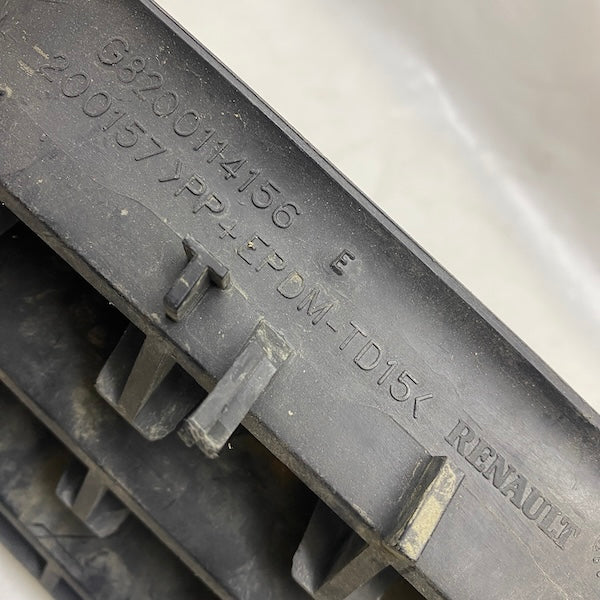 G8200114156 E
200157 >PP+EPDM-TD15<
RENAULT